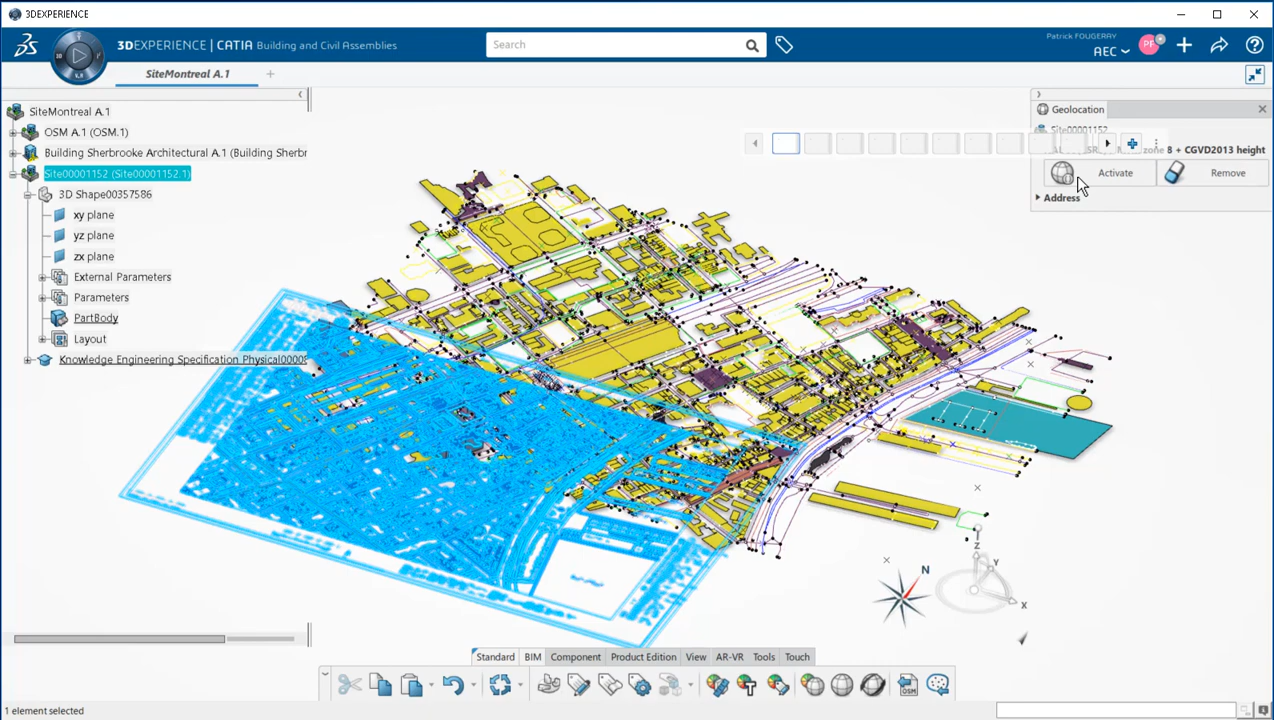 3DEXPERIENCE
3DEXPERIENCE | CATIA Building and Civil Assemblies
Search
Patrick FOUGERAY
AEC
PF
SiteMontreal A.1
SiteMontreal A.1
OSM A.1 (OSM.1)
Building Sherbrooke Architectural A.1 (Building Sherbr
Site00001152 (Site00001152.1)
3D Shape00357586
xy plane
yz plane
zx plane
External Parameters
Parameters
PartBody
Layout
Knowledge Engineering Specification Physical0000
Geolocation
Site00001152
zone 8 + CGVD2013 height
Activate
Remove
Address
N
Z
Y
X
Standard
BIM
Component
Product Edition
View
AR-VR
Tools
Touch
OSM
1 element selected